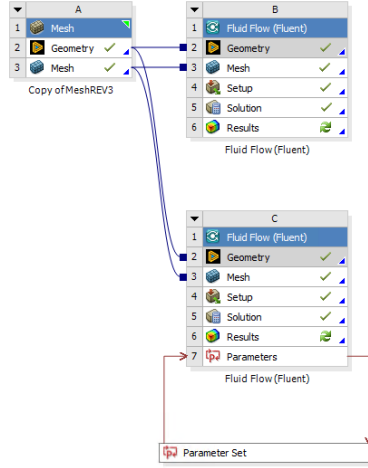 A
1 Mesh
2 Geometry
3 Mesh
Copy of MeshREV3
B
1 Fluid Flow (Fluent)
2 Geometry
3 Mesh
4 Setup
5 Solution
6 Results
Fluid Flow (Fluent)
C
1 Fluid Flow (Fluent)
2 Geometry
3 Mesh
4 Setup
5 Solution
6 Results
7 Parameters
Fluid Flow (Fluent)
Parameter Set